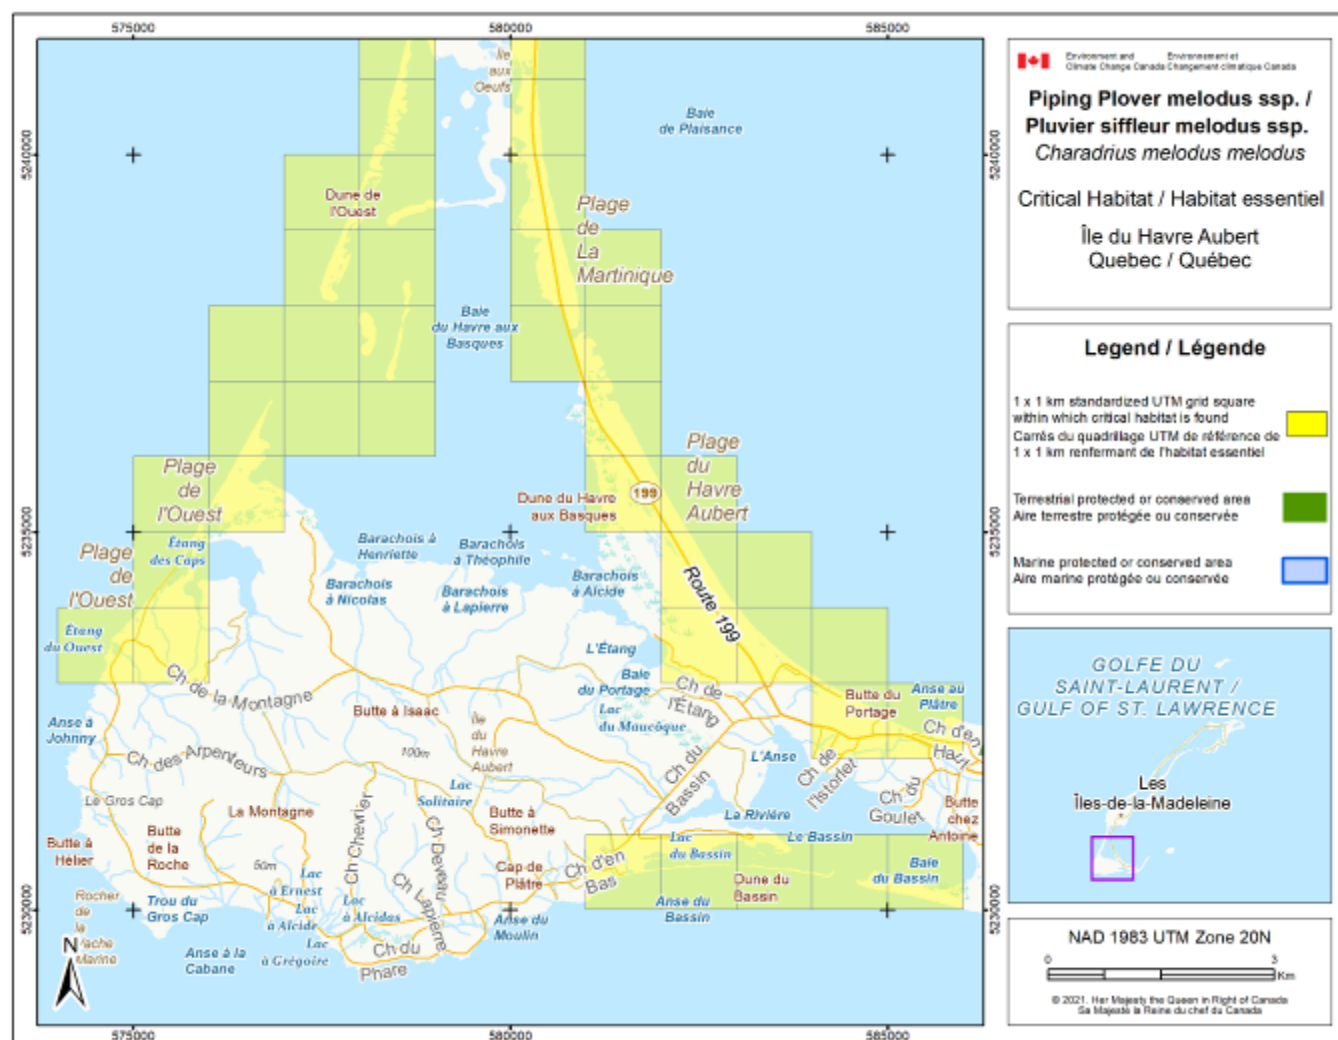 575000
580000
585000
5240000
5240000
5235000
5235000
5230000
5230000
575000
580000
585000
Île
aux
Oeufs
Baie
de Plaisance
Dune de
l'Ouest
Plage
de
La
Martinique
Baie
du Havre aux
Basques
Plage
de
l'Ouest
Plage
du
Havre
Aubert
199
Dune du Havre
aux Basques
Plage
de
l'Ouest
Étang
des Caps
Barachois à
Henriette
Barachois
à Théophile
Barachois
à Nicolas
Barachois
à Lapierre
Barachois
à Alcide
Route 199
Étang
du Ouest
L'Étang
Baie
du Portage
Ch de
l'Étang
Lac
du Maucôque
Ch de la Montagne
Butte à Isaac
Île
du
Havre
Aubert
Butte du
Portage
Anse au
Plâtre
Ch d'en
Haut
Anse à
Johnny
100m
Ch des Arpenteurs
L'Anse
Ch de
l'Istorlet
Ch du
Bassin
Ch du
Goulet
Le Gros Cap
La Montagne
Lac
Solitaire
Butte à
Simonette
La Rivière
Le Bassin
Butte
chez
Antoine
Butte à
Hélier
Butte
de la
Roche
Ch Chevrier
Ch Deveau
Lac
du Bassin
50m
Cap de
Plâtre
Ch d'en
Bas
Baie
du Bassin
Dune du
Bassin
Lac
à Ernest
Ch Lapierre
Rocher
de
la
Vache
Marine
Trou du
Gros Cap
Lac
à Alcide
Lac
à Alcidas
Anse du
Bassin
Anse du
Moulin
Lac
à Grégoire
Anse à la
Cabane
Ch du
Phare
N
Environment and
Climate Change Canada
Environnement et
Changement climatique Canada
Piping Plover melodus ssp. /
Pluvier siffleur melodus ssp.
Charadrius melodus melodus
Critical Habitat / Habitat essentiel
Île du Havre Aubert
Quebec / Québec
Legend / Légende
1 x 1 km standardized UTM grid square
within which critical habitat is found
Carrés du quadrillage UTM de référence de
1 x 1 km renfermant de l'habitat essentiel
Terrestrial protected or conserved area
Aire terrestre protégée ou conservée
Marine protected or conserved area
Aire marine protégée ou conservée
GOLFE DU
SAINT-LAURENT /
GULF OF ST. LAWRENCE
Les
Îles-de-la-Madeleine
NAD 1983 UTM Zone 20N
0 3
Km
© 2021. Her Majesty the Queen in Right of Canada
Sa Majesté la Reine du chef du Canada